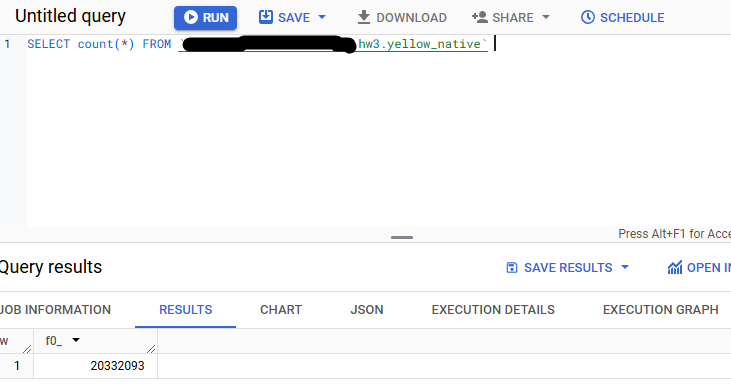 Untitled query RUN SAVE DOWNLOAD SHARE SCHEDULE
1 SELECT count(*) FROM ` .hw3.yellow_native`
Press Alt+F1 for Acce
Query results SAVE RESULTS OPEN IN
JOB INFORMATION RESULTS CHART JSON EXECUTION DETAILS EXECUTION GRAPH
w f0_
1 20332093